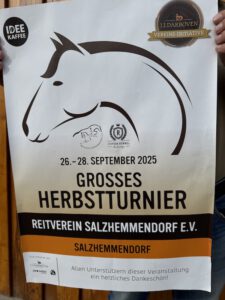 IDEE
KAFFEE
J.J.DARBOVEN
VEREINS-INITIATIVE
26. – 28. SEPTEMBER 2025
GROSSES
HERBSTTURNIER
REITVEREIN SALZHEMMENDORF E.V.
SALZHEMMENDORF
Allen Unterstützern dieser Veranstaltung
ein herzliches Dankeschön!